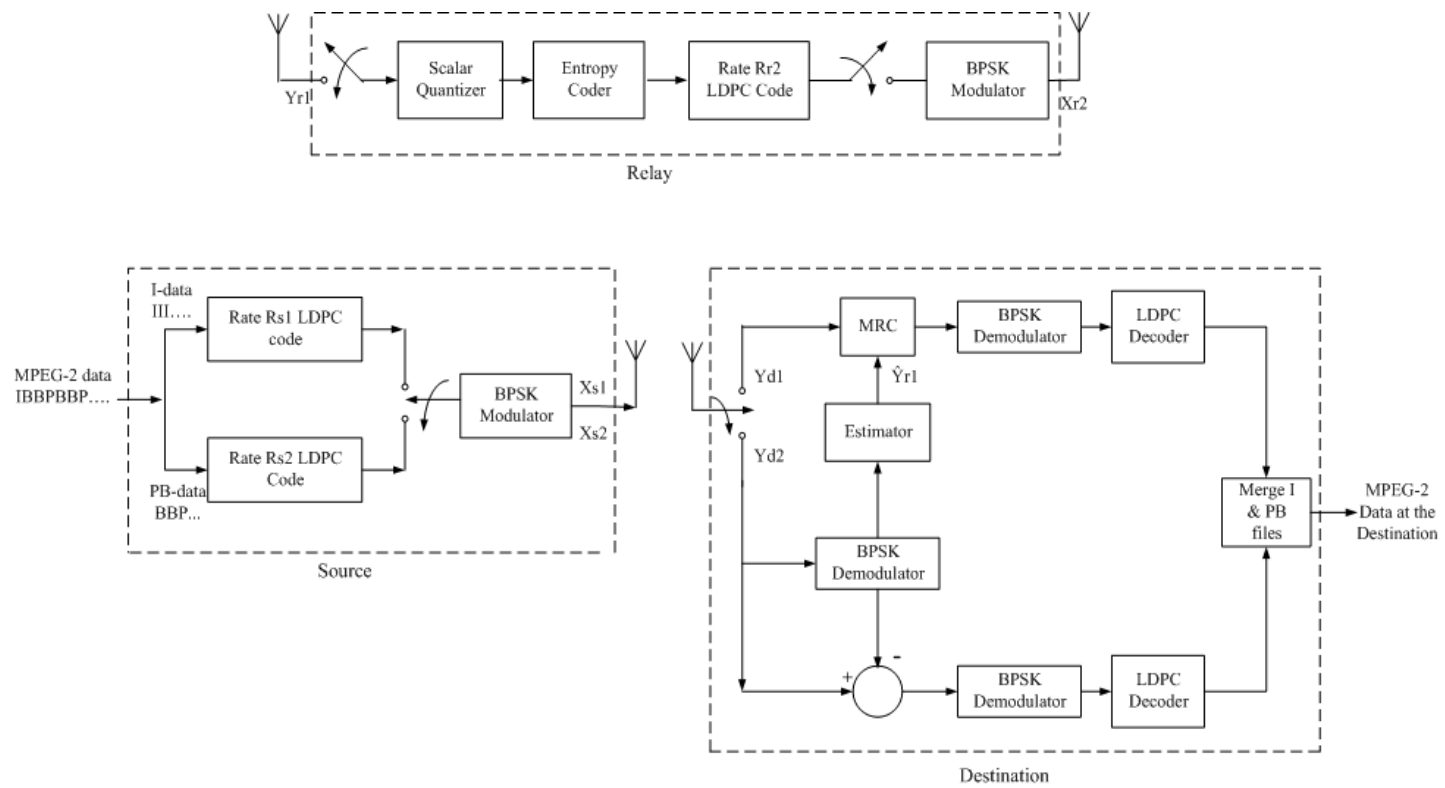 Yr1
Scalar
Quantizer
Entropy
Coder
Rate Rr2
LDPC Code
BPSK
Modulator
Xr2
Relay
MPEG-2 data
IBBPBBP....
I-data
III....
Rate Rs1 LDPC
code
PB-data
BBP...
Rate Rs2 LDPC
Code
BPSK
Modulator
Xs1
Xs2
Source
Yd1
Yd2
MRC
Ŷr1
Estimator
BPSK
Demodulator
BPSK
Demodulator
LDPC
Decoder
+
-
BPSK
Demodulator
LDPC
Decoder
Merge I
& PB
files
MPEG-2
Data at the
Destination
Destination